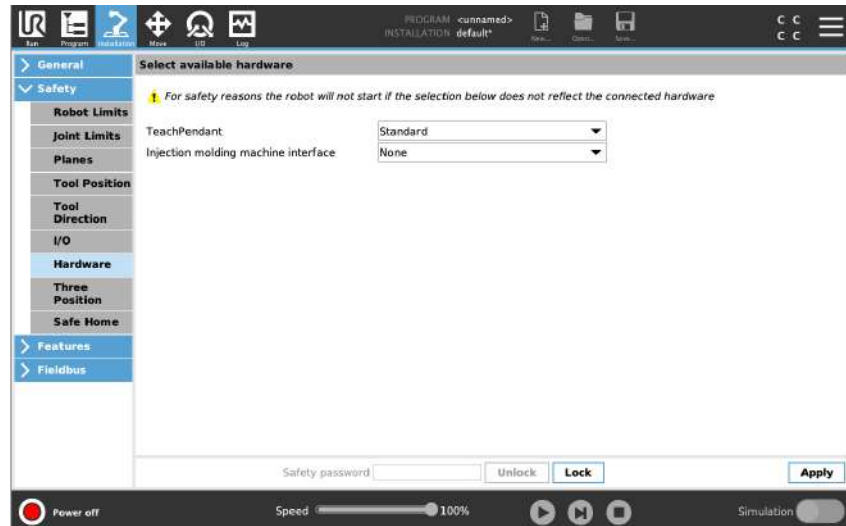 UR
PROGRAM <unnamed>
INSTALLATION default*
C C
C C
Run Program Installation Move I/O Log New... Open... Save...
General
Select available hardware
Safety
For safety reasons the robot will not start if the selection below does not reflect the connected hardware
Robot Limits
Joint Limits
TeachPendant Standard
Injection molding machine interface None
Planes
Tool Position
Tool
Direction
I/O
Hardware
Three
Position
Safe Home
Features
Fieldbus
Safety password Unlock Lock Apply
Power off Speed 100% Simulation